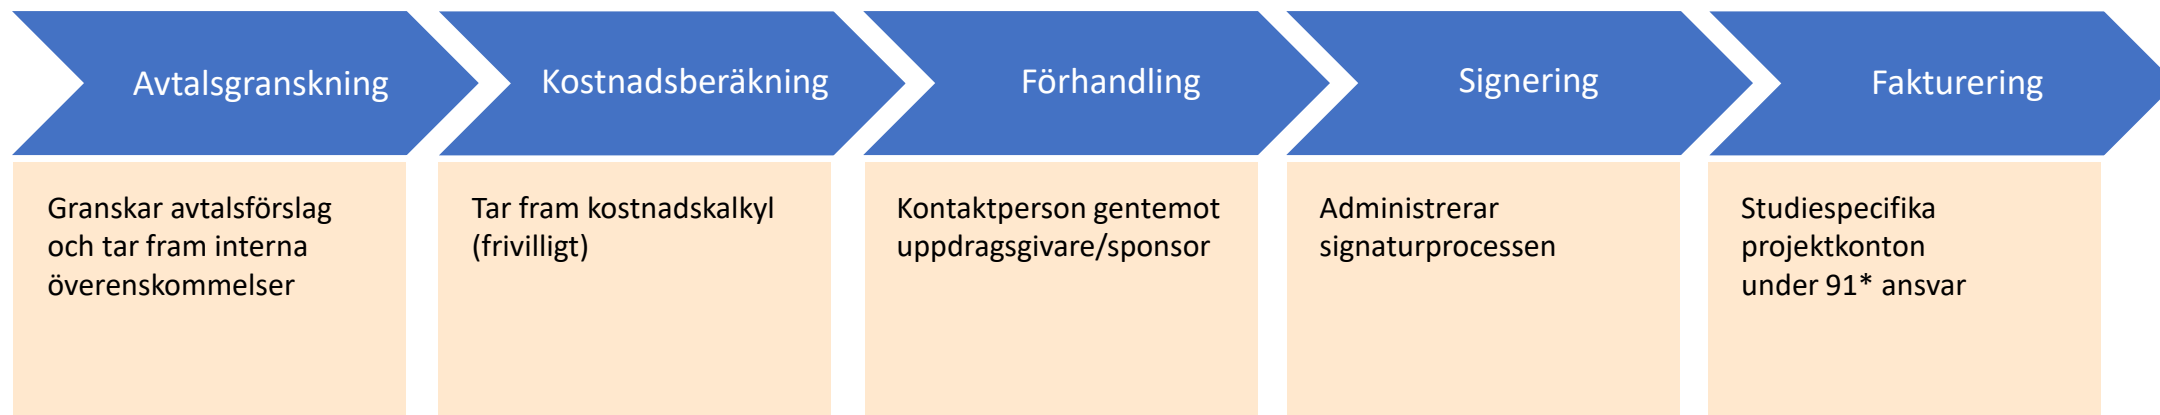 Avtalsgranskning
Kostnadsberäkning
Förhandling
Signering
Fakturering
Granskar avtalsförslag
och tar fram interna
överenskommelser
Tar fram kostnadskalkyl
(frivilligt)
Kontaktperson gentemot
uppdragsgivare/sponsor
Administrerar
signaturprocessen
Studiespecifika
projektkonton
under 91* ansvar